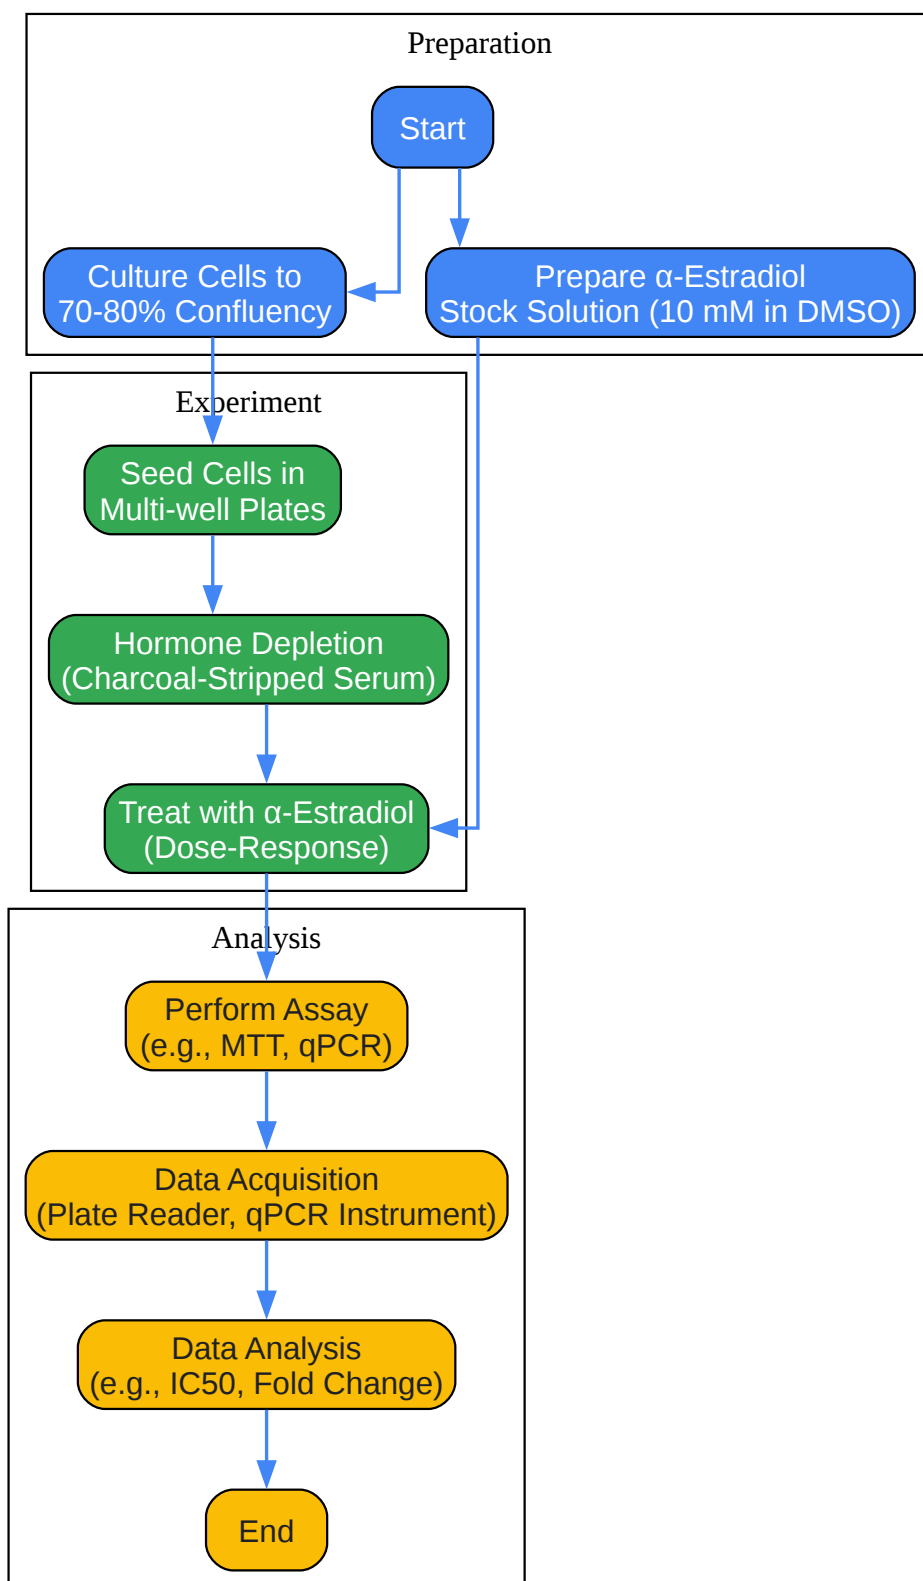 Preparation
Start
Culture Cells to
70-80% Confluency
Prepare α-Estradiol
Stock Solution (10 mM in DMSO)
Experiment
Seed Cells in
Multi-well Plates
Hormone Depletion
(Charcoal-Stripped Serum)
Treat with α-Estradiol
(Dose-Response)
Analysis
Perform Assay
(e.g., MTT, qPCR)
Data Acquisition
(Plate Reader, qPCR Instrument)
Data Analysis
(e.g., IC50, Fold Change)
End